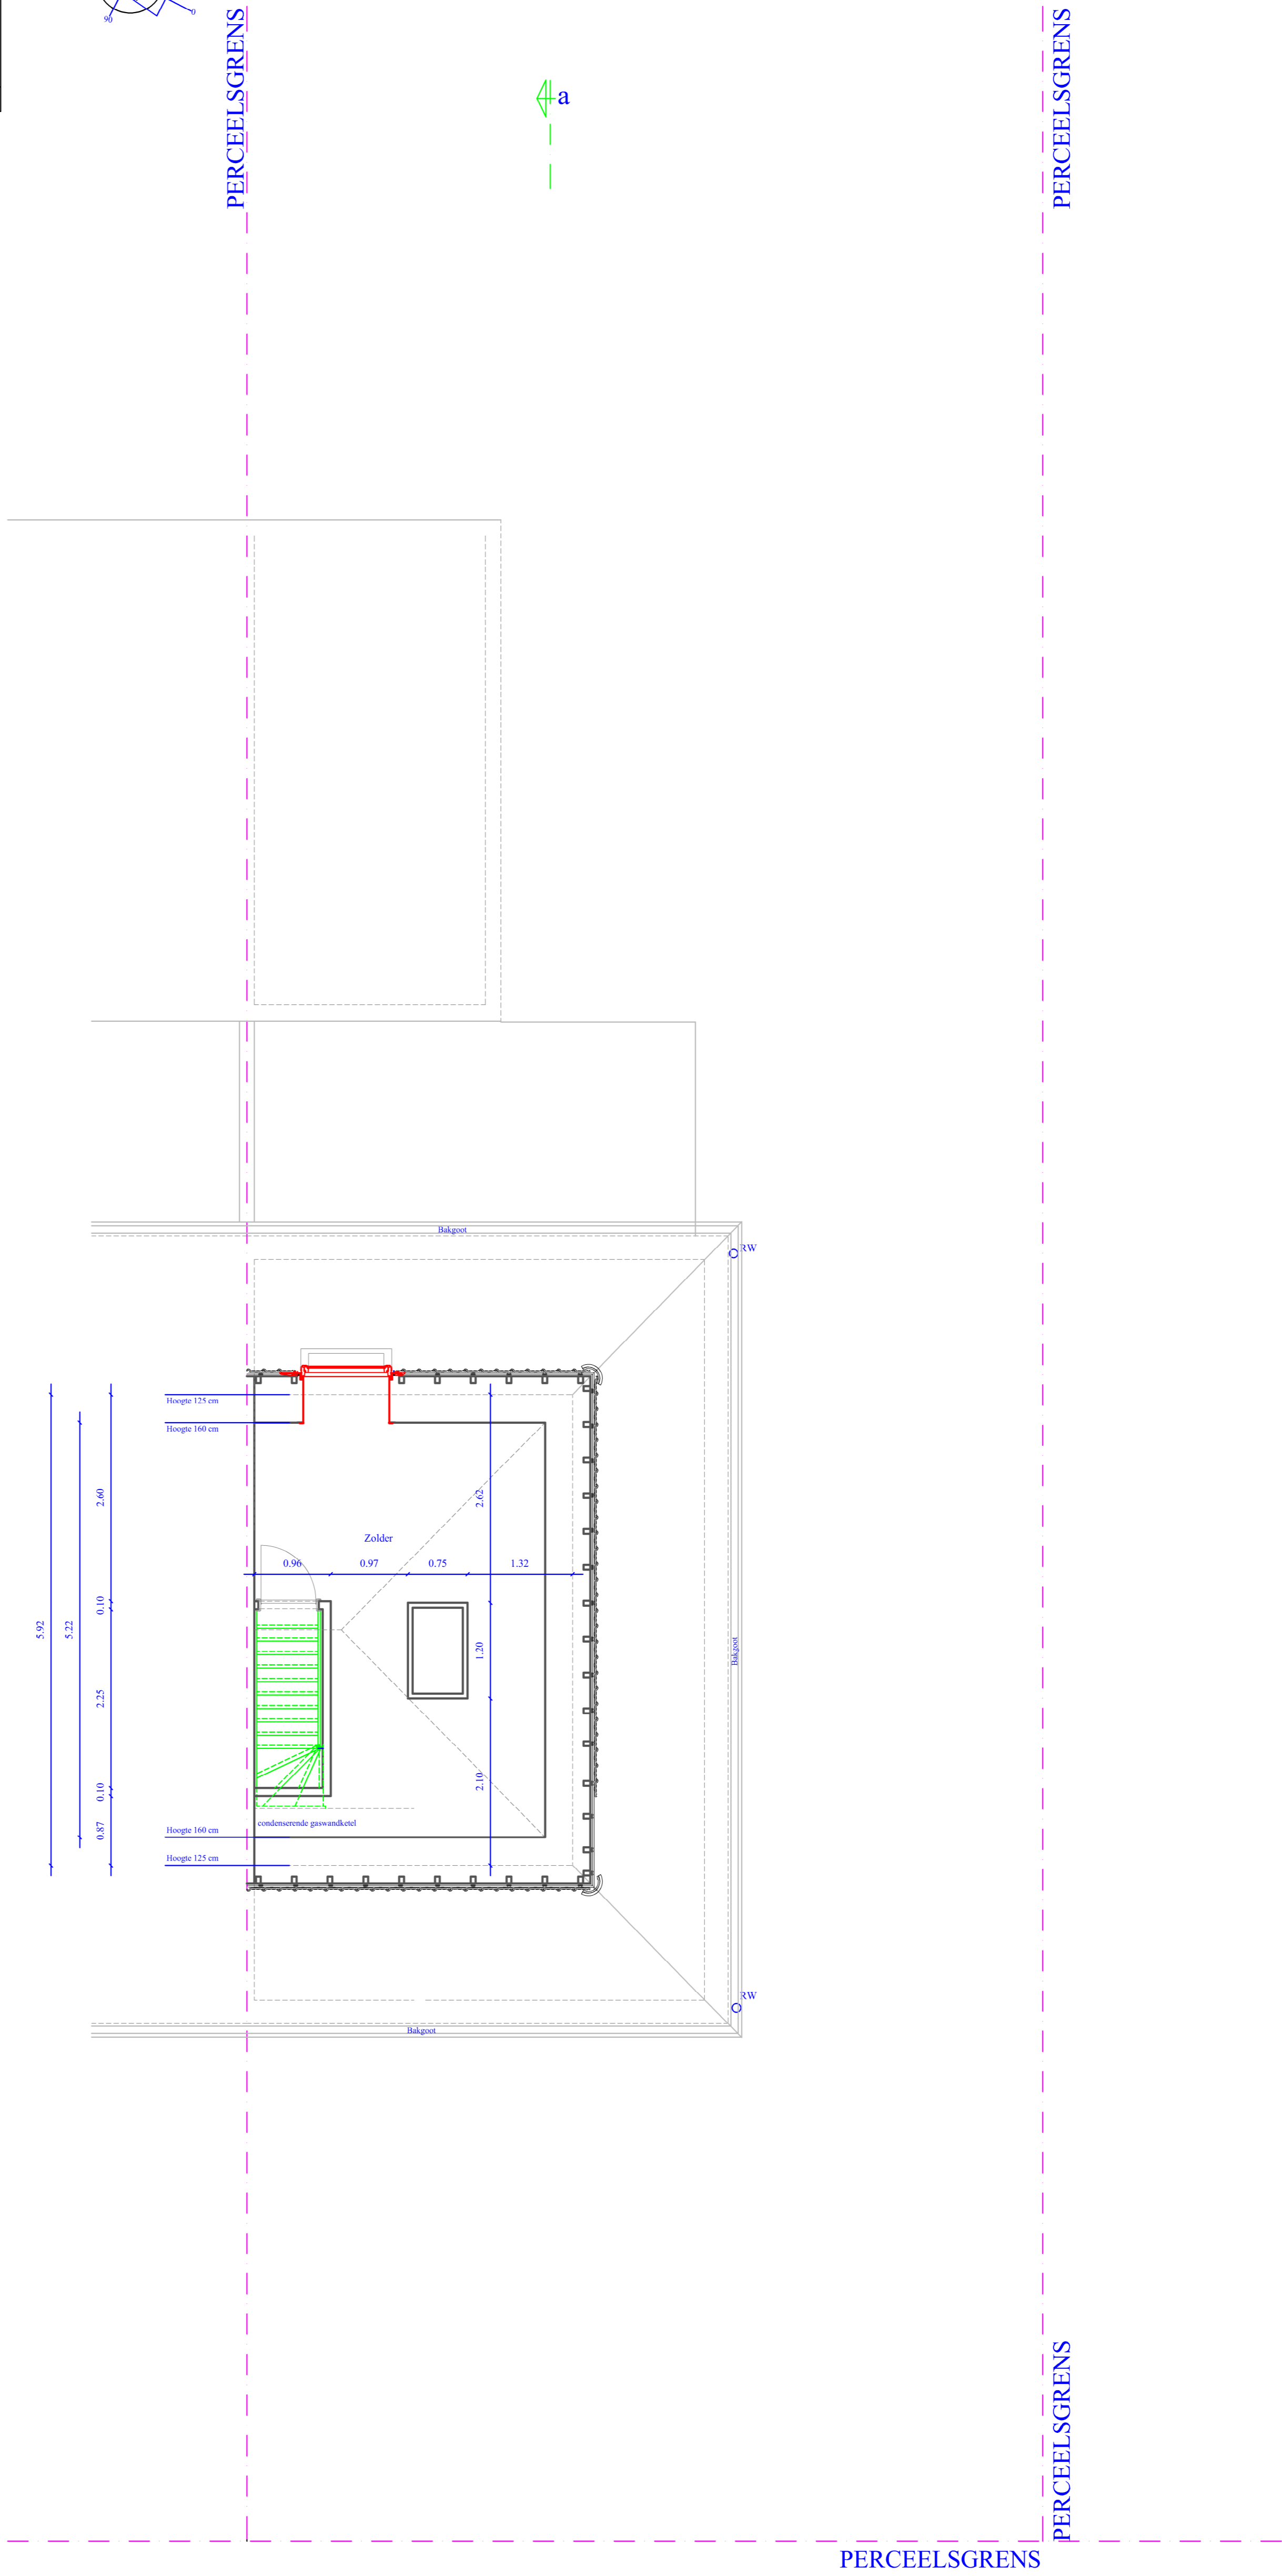 90
0
PERCEELSGRENS
PERCEELSGRENS
a
Bakgoot
RW
Hoogte 125 cm
Hoogte 160 cm
2.60
2.62
Zolder
0.96
0.97
0.75
1.32
0.10
5.92
5.22
1.20
Bakgoot
2.25
2.10
0.10
0.87
condenserende gaswandketel
Hoogte 160 cm
Hoogte 125 cm
RW
Bakgoot
PERCEELSGRENS
PERCEELSGRENS